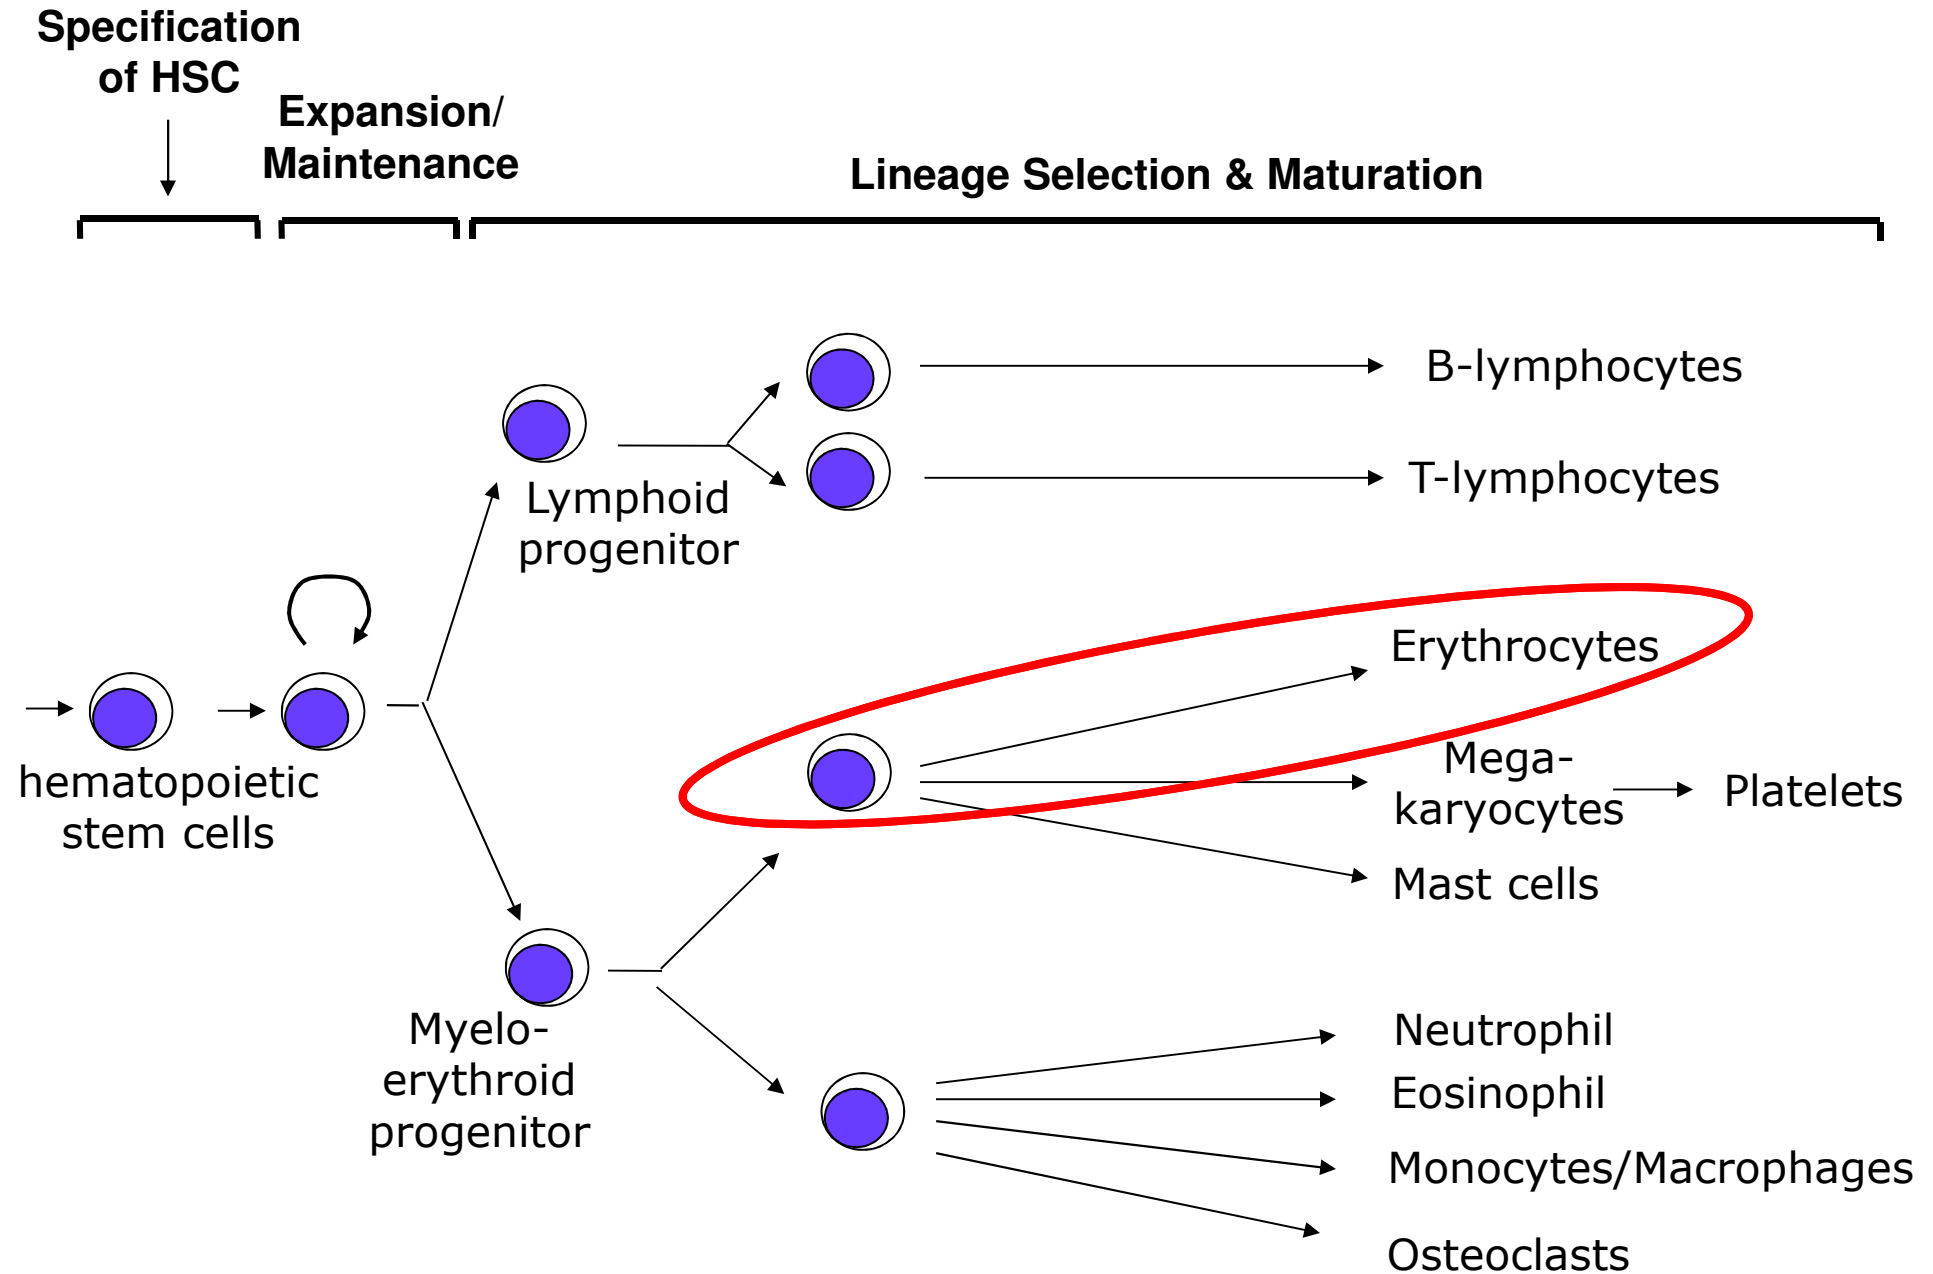 Specification
of HSC
Expansion/
Maintenance
Lineage Selection & Maturation
B-lymphocytes
T-lymphocytes
Lymphoid
progenitor
Erythrocytes
hematopoietic
stem cells
Mega-
karyocytes
Platelets
Mast cells
Myelo-
erythroid
progenitor
Neutrophil
Eosinophil
Monocytes/Macrophages
Osteoclasts